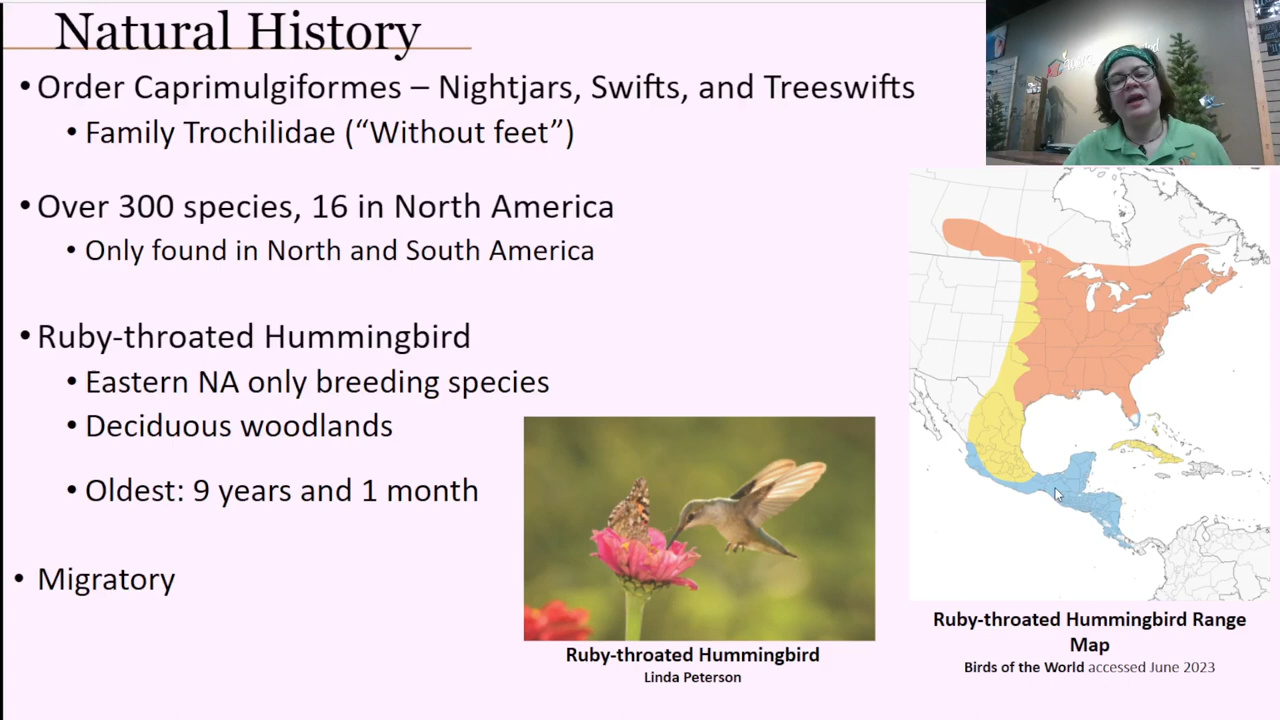 Natural History
• Order Caprimulgiformes – Nightjars, Swifts, and Treeswifts
• Family Trochilidae (“Without feet”)
• Over 300 species, 16 in North America
• Only found in North and South America
• Ruby-throated Hummingbird
• Eastern NA only breeding species
• Deciduous woodlands
• Oldest: 9 years and 1 month
• Migratory
Ruby-throated Hummingbird
Linda Peterson
Ruby-throated Hummingbird Range
Map
Birds of the World accessed June 2023